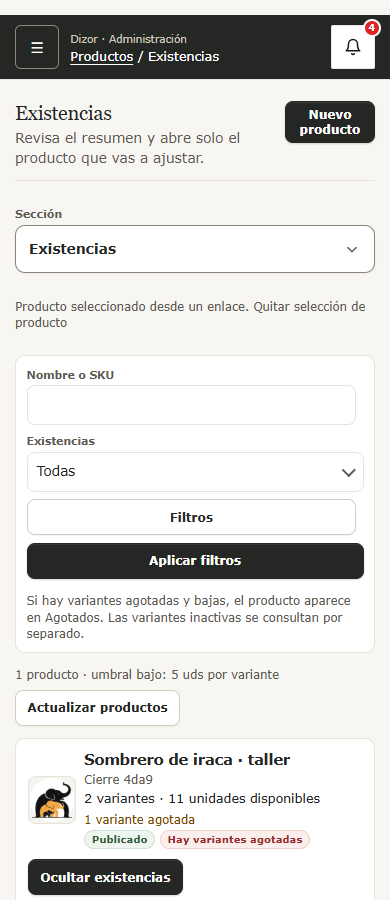 Dizor · Administración
Productos / Existencias
4
Existencias
Revisa el resumen y abre solo el
producto que vas a ajustar.
Nuevo
producto
Sección
Existencias
Producto seleccionado desde un enlace. Quitar selección de
producto
Nombre o SKU
Existencias
Todas
Filtros
Aplicar filtros
Si hay variantes agotadas y bajas, el producto aparece
en Agotados. Las variantes inactivas se consultan por
separado.
1 producto · umbral bajo: 5 uds por variante
Actualizar productos
Sombrero de iraca · taller
Cierre 4da9
2 variantes · 11 unidades disponibles
1 variante agotada
Publicado Hay variantes agotadas
Ocultar existencias